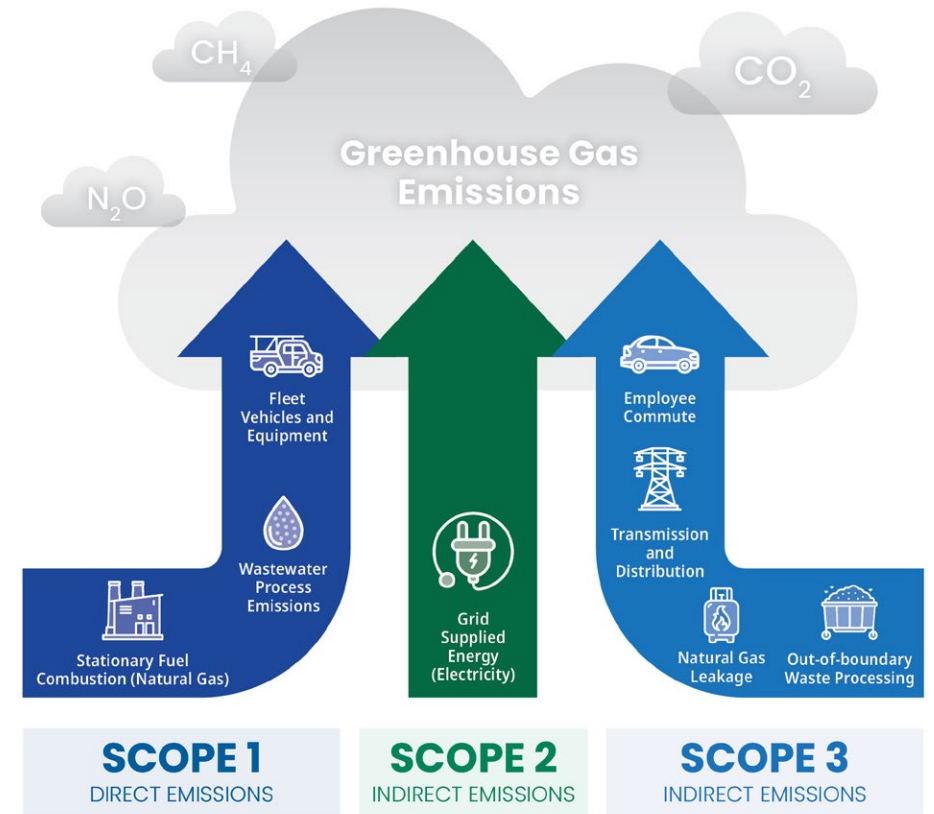 CH₄
CO₂
N₂O
Greenhouse Gas
Emissions
Fleet
Vehicles and
Equipment
Wastewater
Process
Emissions
Stationary Fuel
Combustion (Natural Gas)
Grid
Supplied
Energy
(Electricity)
Employee
Commute
Transmission
and
Distribution
Natural Gas
Leakage
Out-of-boundary
Waste Processing
SCOPE 1
DIRECT EMISSIONS
SCOPE 2
INDIRECT EMISSIONS
SCOPE 3
INDIRECT EMISSIONS